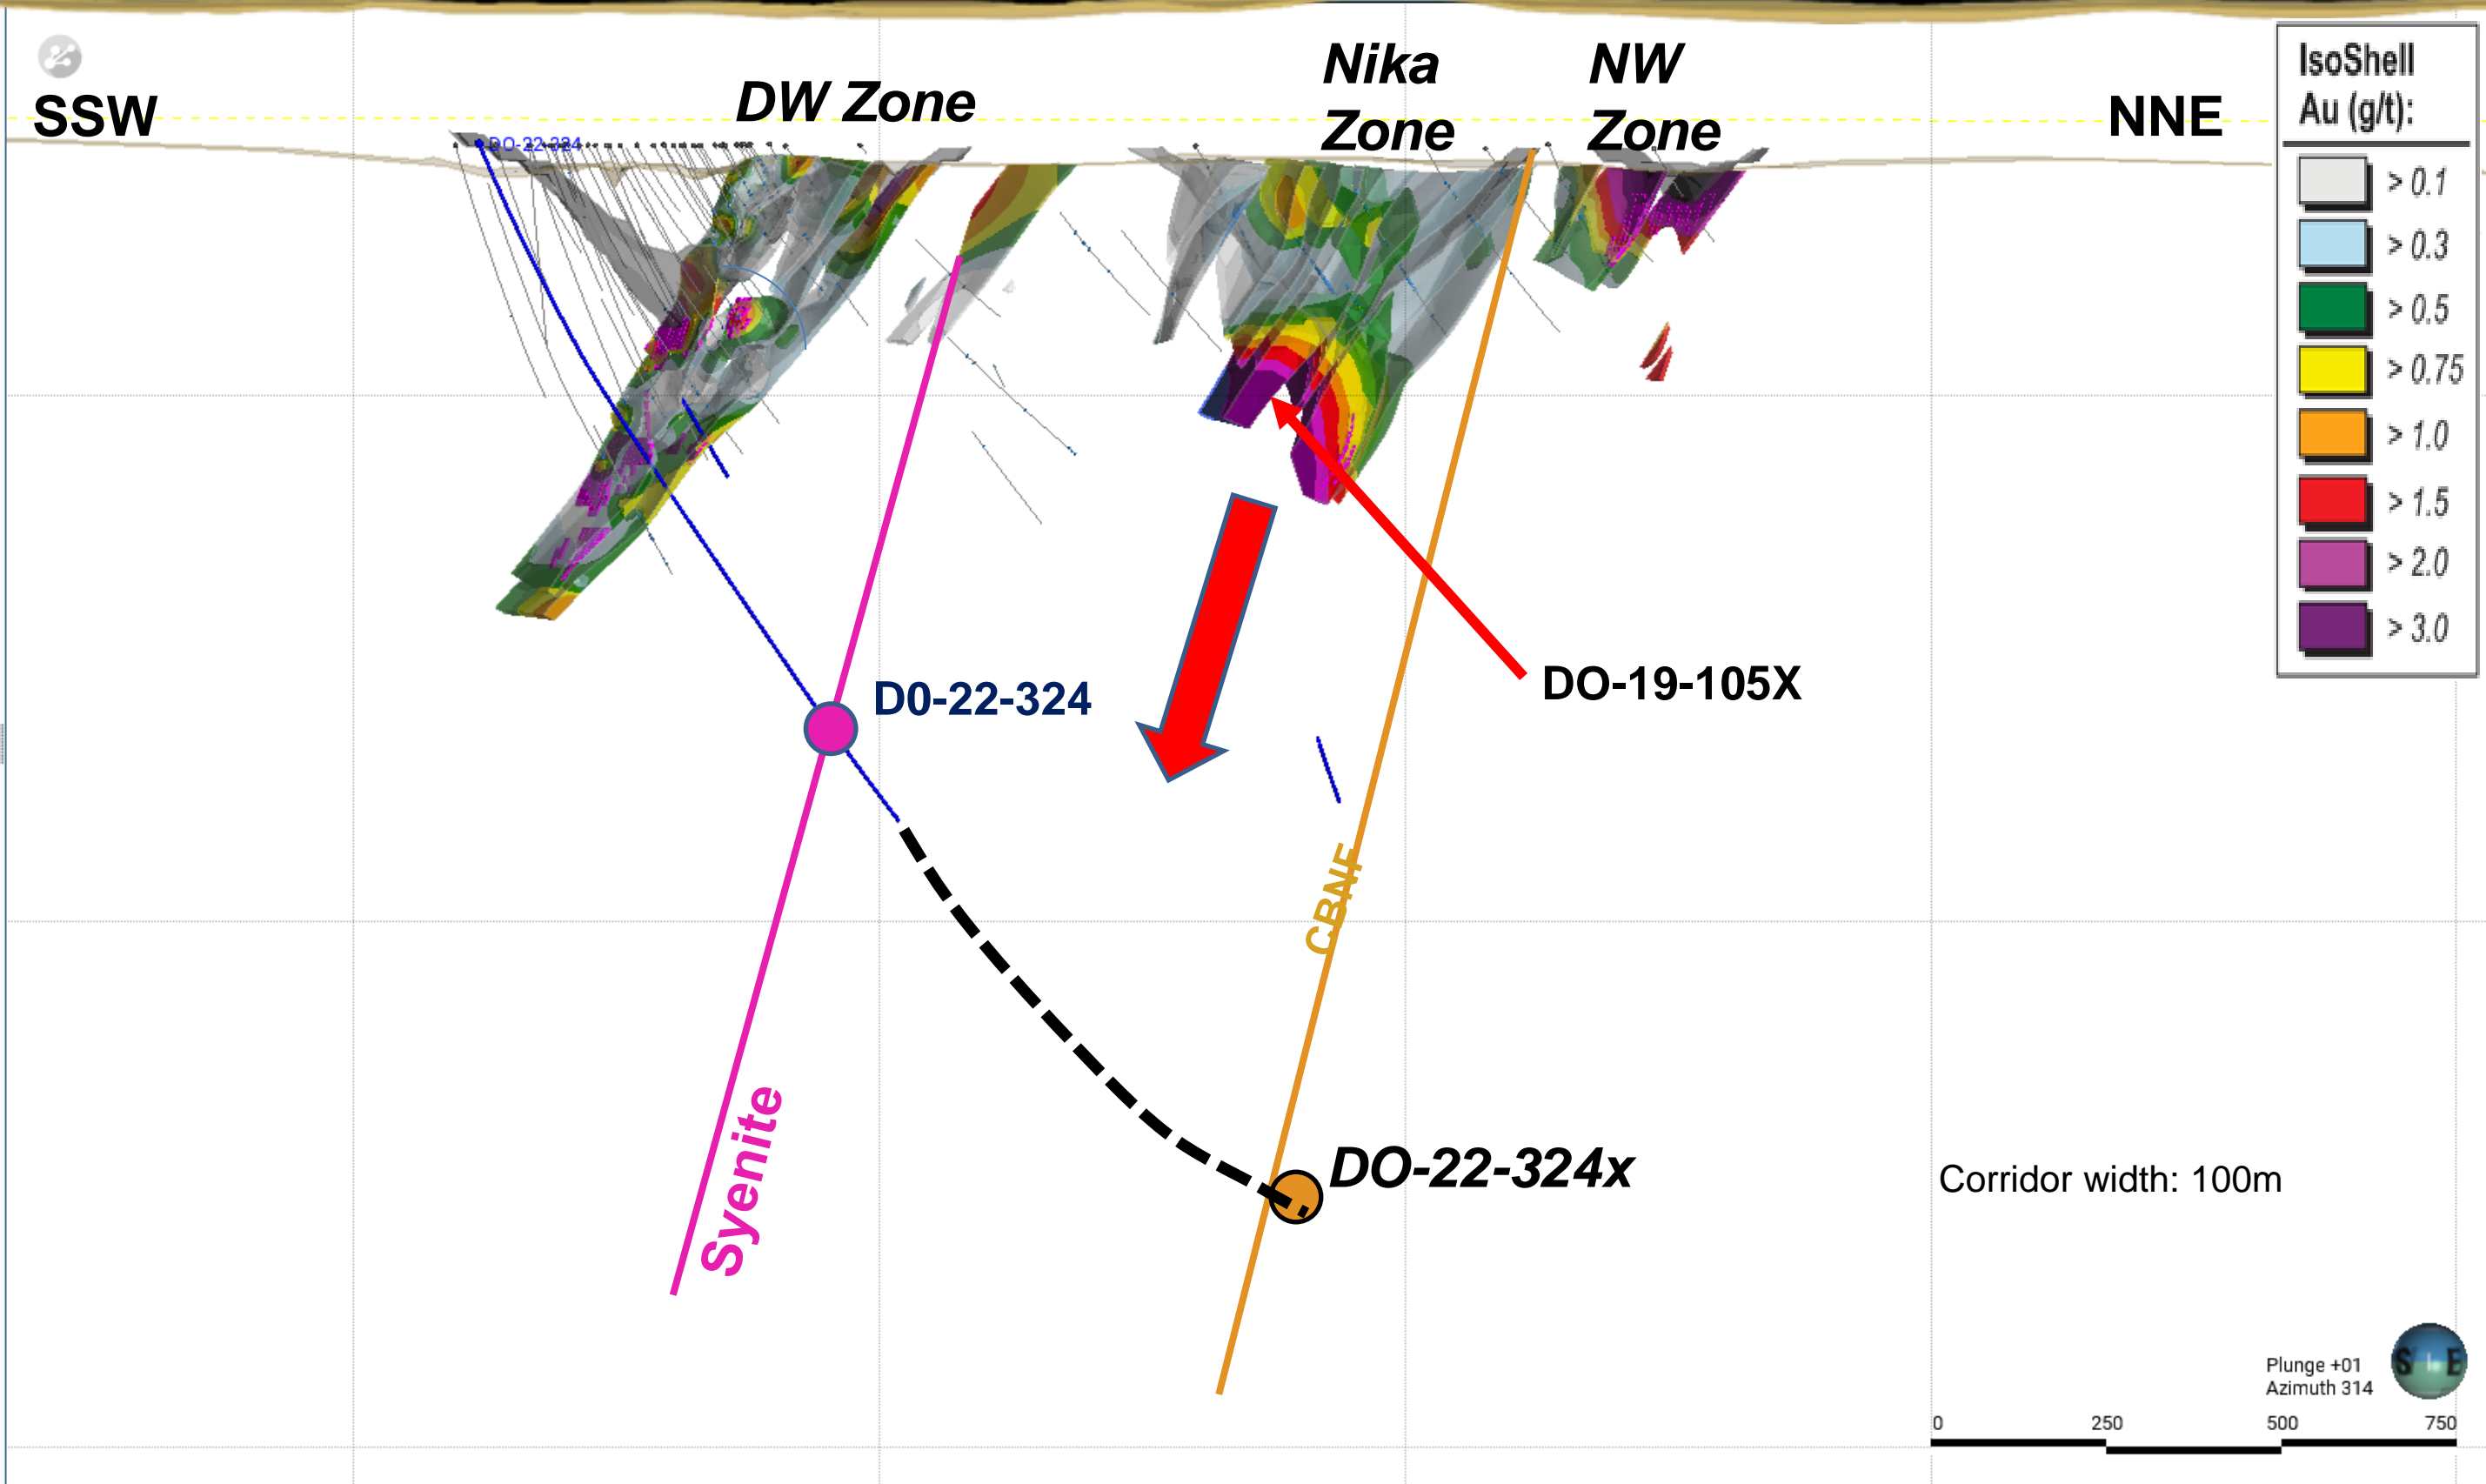 Nika
Zone
NW
Zone
DW Zone
SSW
NNE
DO-22-324
IsoShell
Au (g/t):
> 0.1
> 0.3
> 0.5
> 0.75
> 1.0
> 1.5
> 2.0
> 3.0
D0-22-324
DO-19-105X
CBNF
Syenite
DO-22-324x
Corridor width: 100m
Plunge +01
Azimuth 314
S E
0 250 500 750